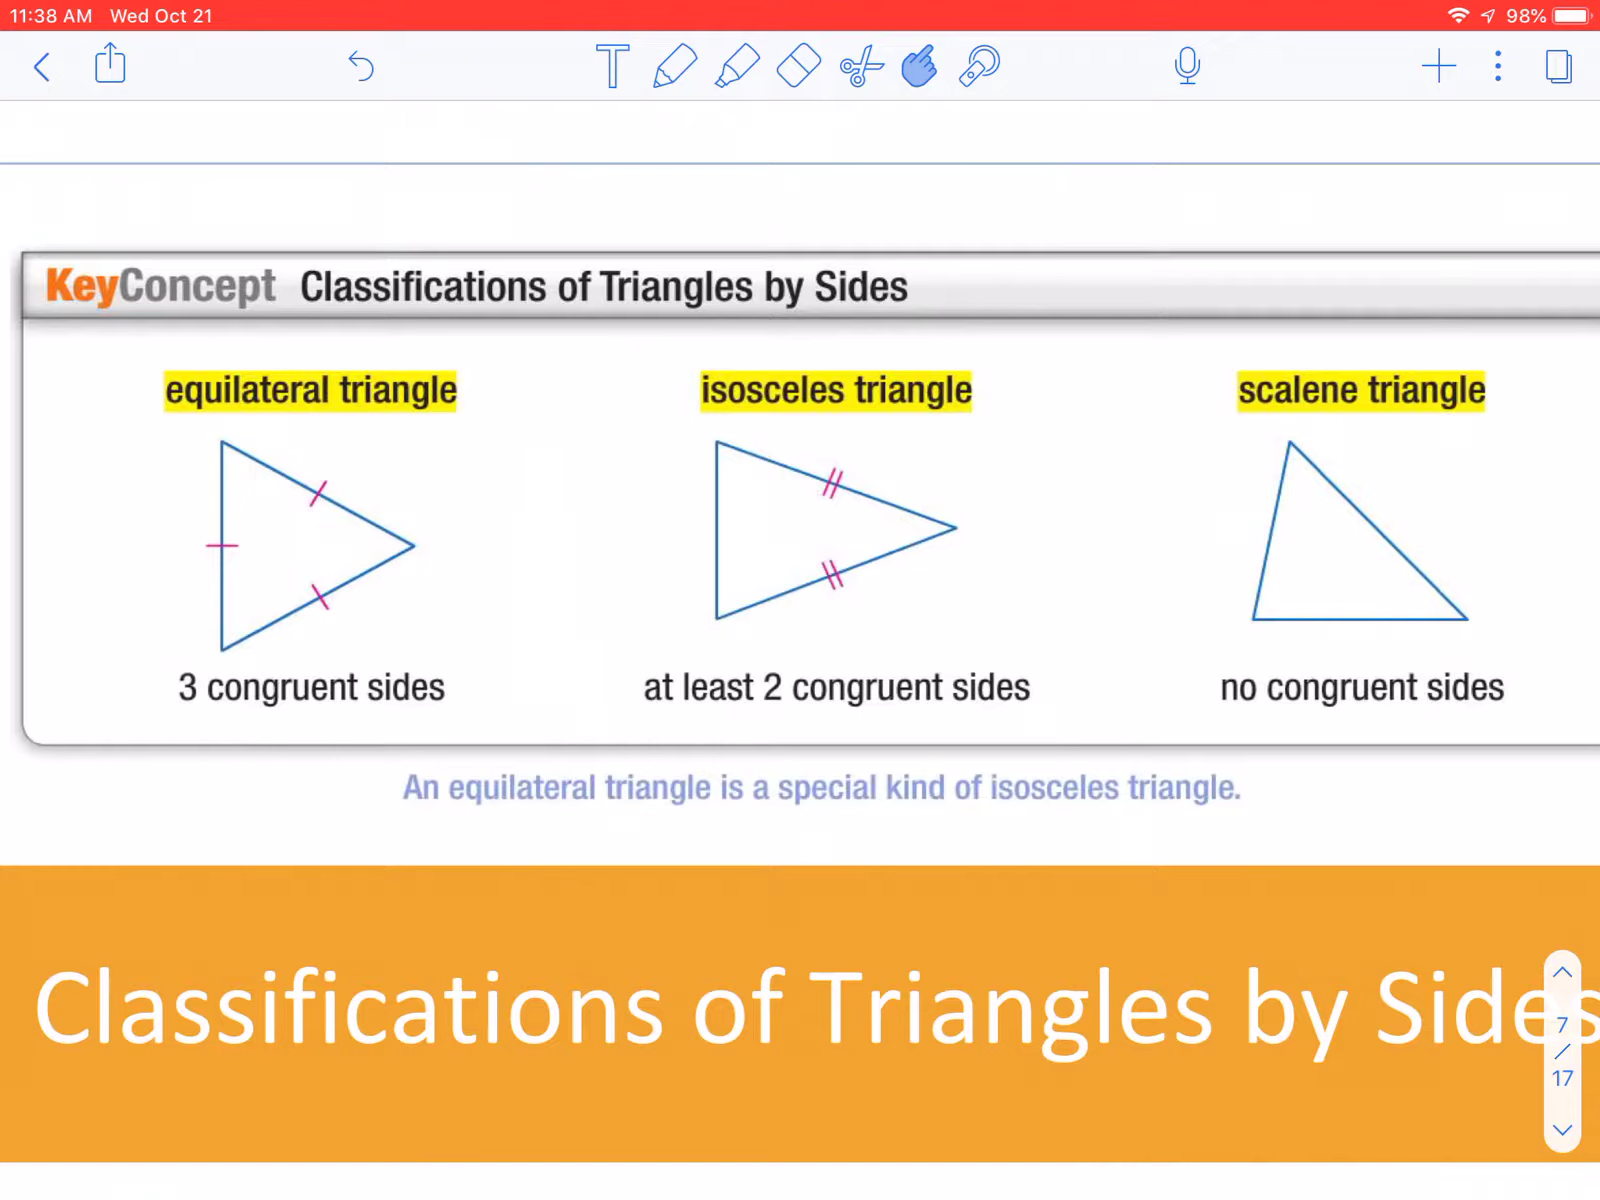 11:38 AM Wed Oct 21 98%
KeyConcept Classifications of Triangles by Sides
equilateral triangle isosceles triangle scalene triangle
3 congruent sides at least 2 congruent sides no congruent sides
An equilateral triangle is a special kind of isosceles triangle.
Classifications of Triangles by Sides
7
/
17